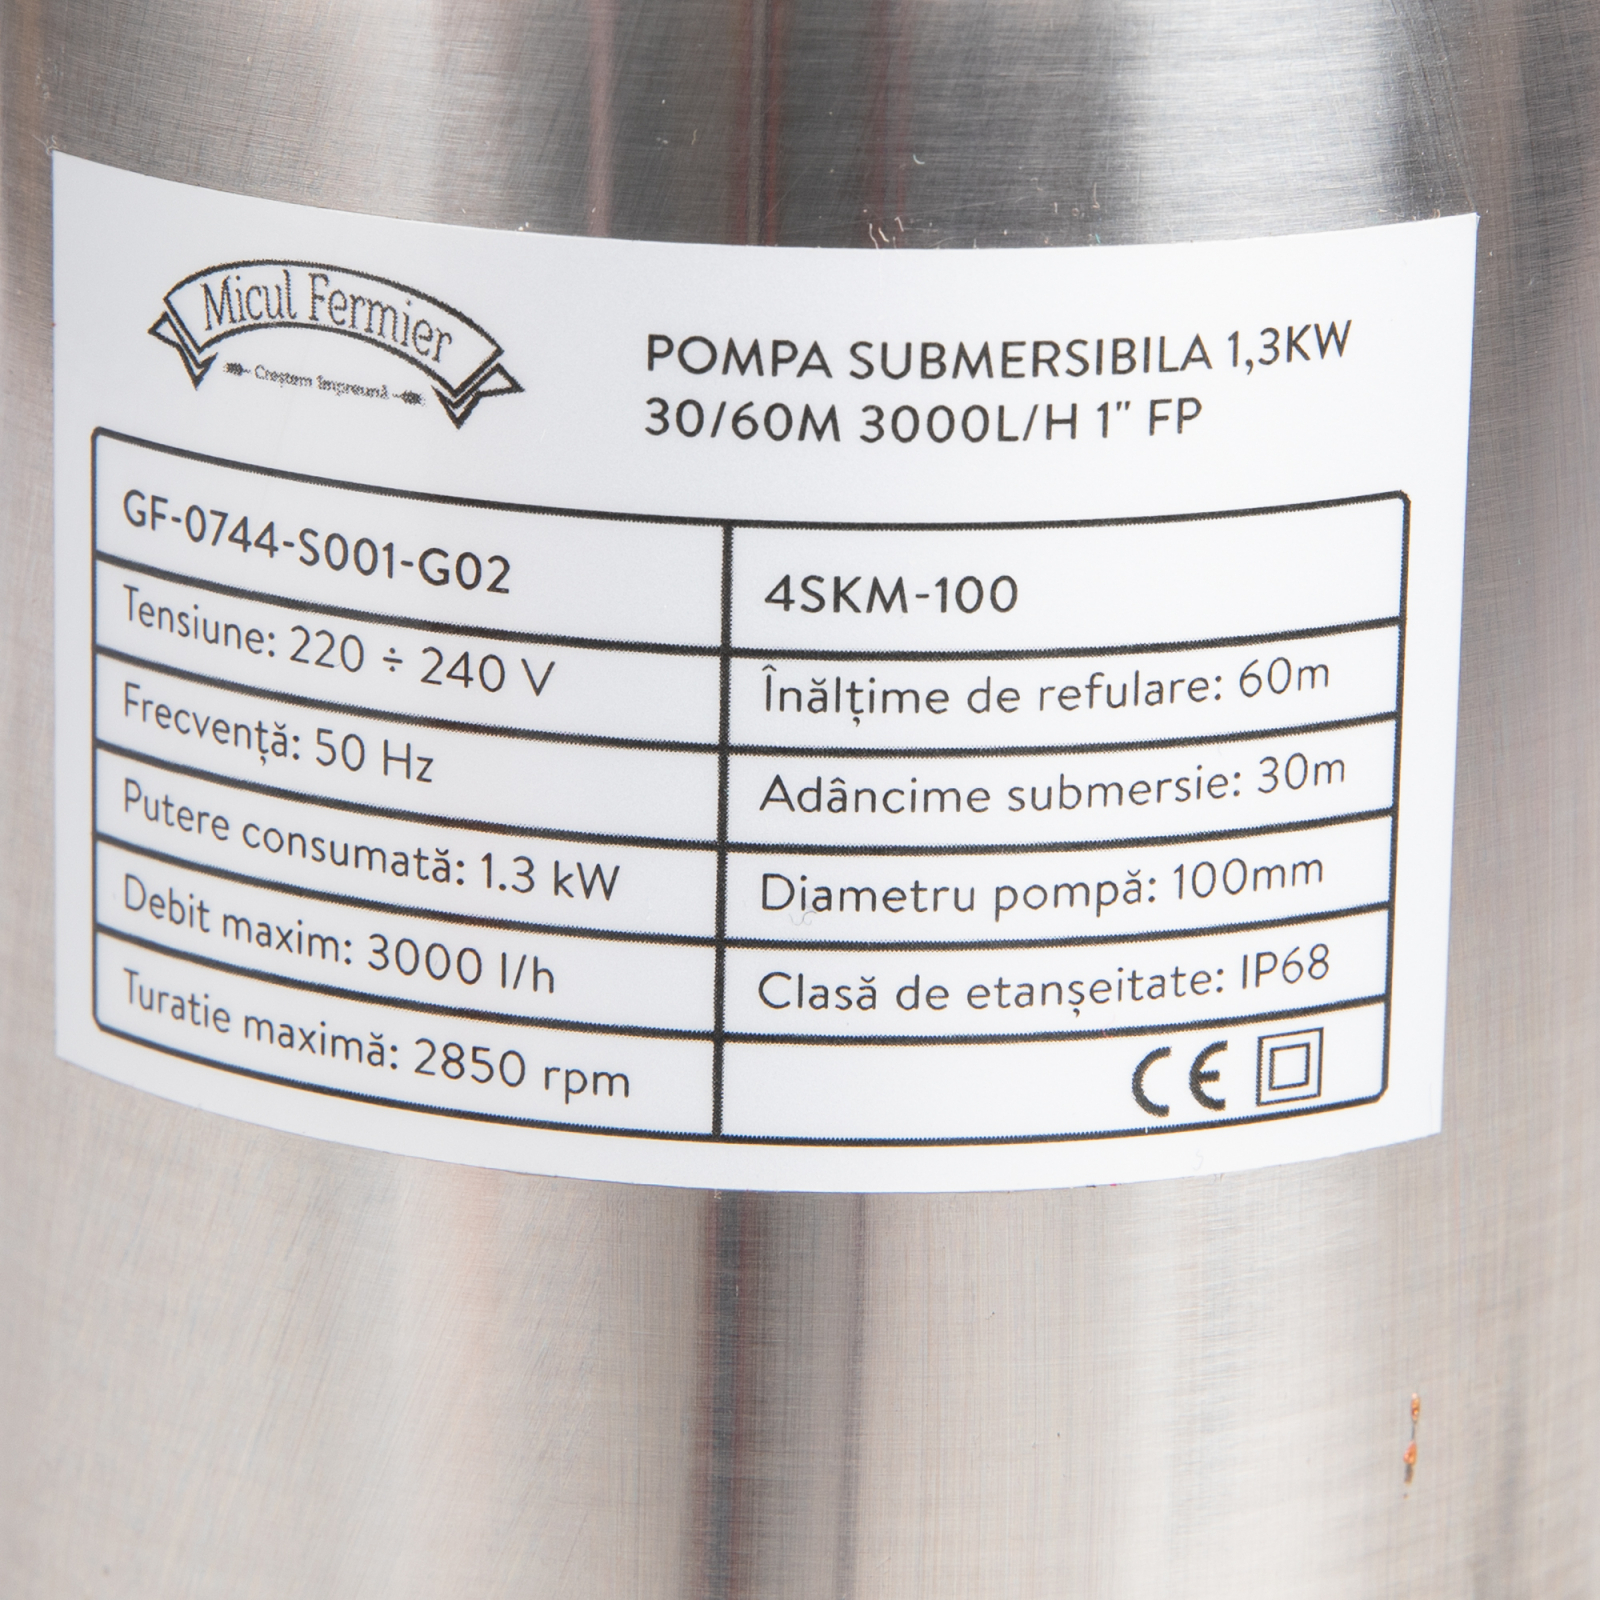 Micul Fermier
Creștem împreună
POMPA SUBMERSIBILA 1,3KW
30/60M 3000L/H 1" FP
GF-0744-S001-G02
4SKM-100
Tensiune: 220 ÷ 240 V
Înălțime de refulare: 60m
Frecvență: 50 Hz
Adâncime submersie: 30m
Putere consumată: 1.3 kW
Diametru pompă: 100mm
Debit maxim: 3000 l/h
Clasă de etanșeitate: IP68
Turatie maximă: 2850 rpm
CE